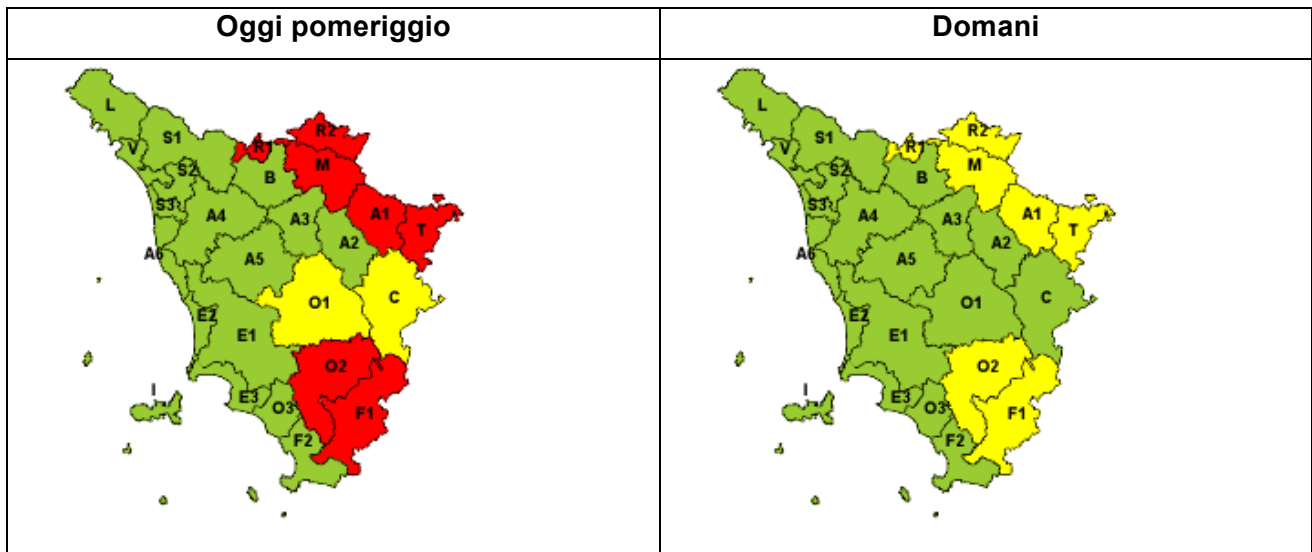 Oggi pomeriggio
Domani
L
S1
V
S2
S3
R1
R2
M
B
A4
A3
A1
T
A2
A6
A5
O1
C
E2
E1
O2
I
E3
O3
F1
F2
L
S1
V
S2
S3
R1
R2
M
B
A4
A3
A1
T
A2
A6
A5
O1
C
E2
E1
O2
I
E3
O3
F1
F2